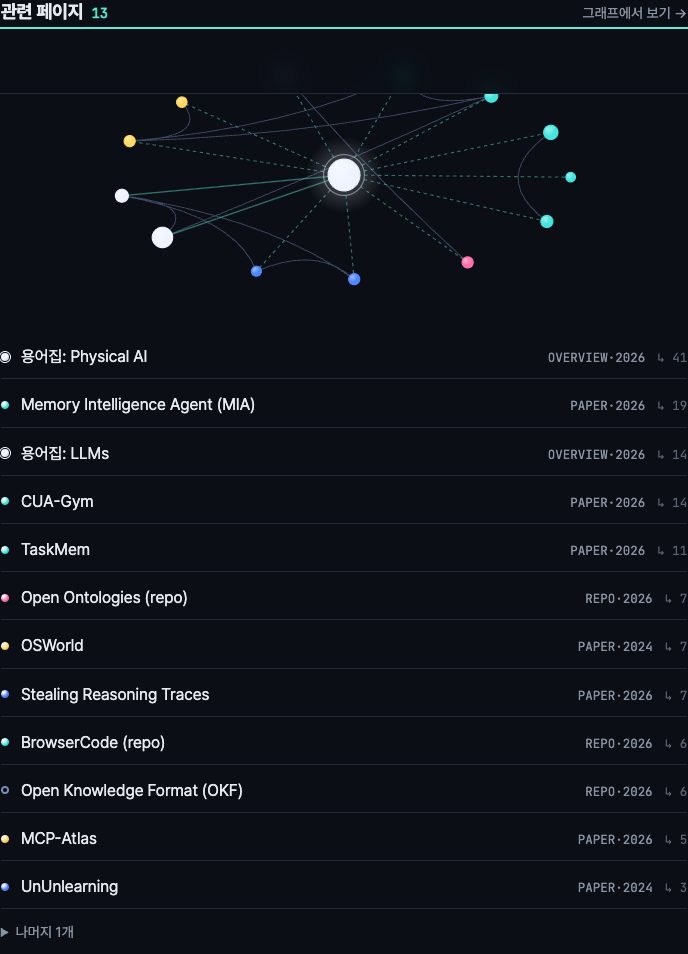 관련 페이지 13
그래프에서 보기 →
용어집: Physical AI OVERVIEW·2026 ↳ 41
Memory Intelligence Agent (MIA) PAPER·2026 ↳ 19
용어집: LLMs OVERVIEW·2026 ↳ 14
CUA-Gym PAPER·2026 ↳ 14
TaskMem PAPER·2026 ↳ 11
Open Ontologies (repo) REPO·2026 ↳ 7
OSWorld PAPER·2024 ↳ 7
Stealing Reasoning Traces PAPER·2026 ↳ 7
BrowserCode (repo) REPO·2026 ↳ 6
Open Knowledge Format (OKF) REPO·2026 ↳ 6
MCP-Atlas PAPER·2026 ↳ 5
UnUnlearning PAPER·2024 ↳ 3
▶ 나머지 1개